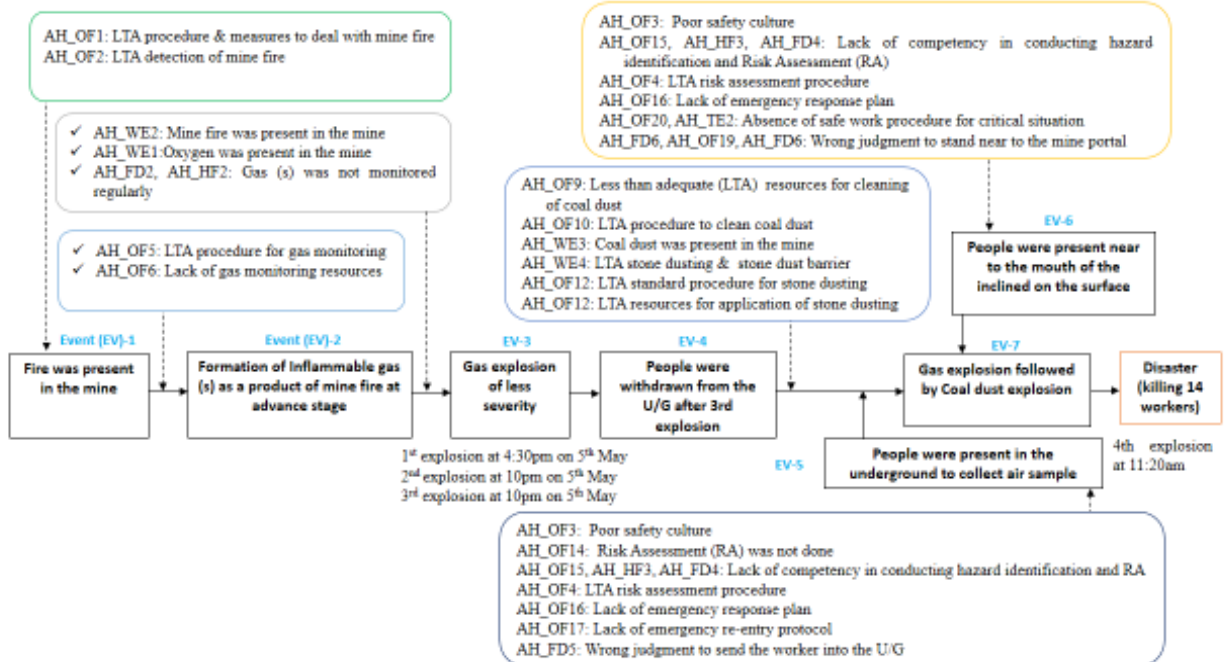 AH_OF1: LTA procedure & measures to deal with mine fire
AH_OF2: LTA detection of mine fire
✓ AH_WE2: Mine fire was present in the mine
✓ AH_WE1:Oxygen was present in the mine
✓ AH_FD2, AH_HF2: Gas (s) was not monitored
regularly
✓ AH_OF5: LTA procedure for gas monitoring
✓ AH_OF6: Lack of gas monitoring resources
AH_OF3: Poor safety culture
AH_OF15, AH_HF3, AH_FD4: Lack of competency in conducting hazard
identification and Risk Assessment (RA)
AH_OF4: LTA risk assessment procedure
AH_OF16: Lack of emergency response plan
AH_OF20, AH_TE2: Absence of safe work procedure for critical situation
AH_FD6, AH_OF19, AH_FD6: Wrong judgment to stand near to the mine portal
AH_OF9: Less than adequate (LTA) resources for cleaning
of coal dust
AH_OF10: LTA procedure to clean coal dust
AH_WE3: Coal dust was present in the mine
AH_WE4: LTA stone dusting & stone dust barrier
AH_OF12: LTA standard procedure for stone dusting
AH_OF12: LTA resources for application of stone dusting
EV-6
People were present near
to the mouth of the
inclined on the surface
Event (EV)-1
Fire was present
in the mine
Event (EV)-2
Formation of Inflammable gas
(s) as a product of mine fire at
advance stage
EV-3
Gas explosion
of less
severity
EV-4
People were
withdrawn from the
U/G after 3rd
explosion
EV-7
Gas explosion followed
by Coal dust explosion
Disaster
(killing 14
workers)
1st explosion at 4:30pm on 5th May
2nd explosion at 10pm on 5th May
3rd explosion at 10pm on 5th May
EV-5
People were present in the
underground to collect air sample
4th explosion
at 11:20am
AH_OF3: Poor safety culture
AH_OF14: Risk Assessment (RA) was not done
AH_OF15, AH_HF3, AH_FD4: Lack of competency in conducting hazard identification and RA
AH_OF4: LTA risk assessment procedure
AH_OF16: Lack of emergency response plan
AH_OF17: Lack of emergency re-entry protocol
AH_FD5: Wrong judgment to send the worker into the U/G